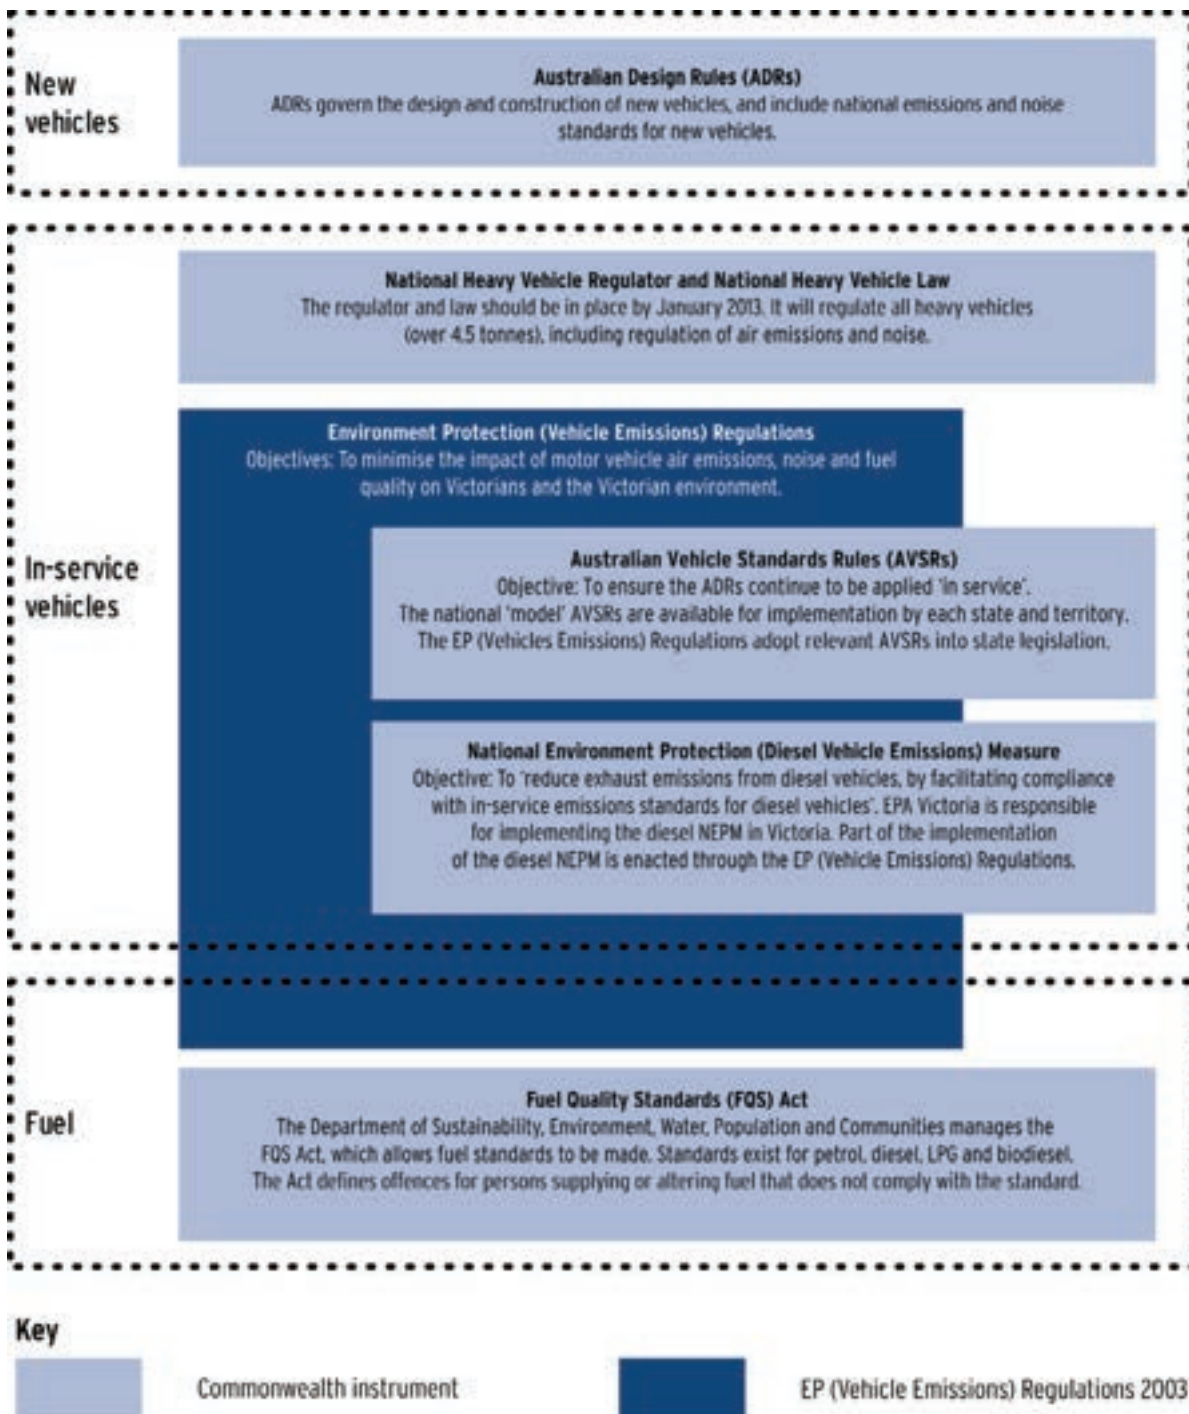 New
vehicles
Australian Design Rules (ADRs)
ADRs govern the design and construction of new vehicles, and include national emissions and noise
standards for new vehicles.
National Heavy Vehicle Regulator and National Heavy Vehicle Law
The regulator and law should be in place by January 2013. It will regulate all heavy vehicles
(over 4.5 tonnes), including regulation of air emissions and noise.
Environment Protection (Vehicle Emissions) Regulations
Objectives: To minimise the impact of motor vehicle air emissions, noise and fuel
quality on Victorians and the Victorian environment.
In-service
vehicles
Australian Vehicle Standards Rules (AVSRs)
Objective: To ensure the ADRs continue to be applied 'in service'.
The national 'model' AVSRs are available for implementation by each state and territory.
The EP (Vehicles Emissions) Regulations adopt relevant AVSRs into state legislation.
National Environment Protection (Diesel Vehicle Emissions) Measure
Objective: To 'reduce exhaust emissions from diesel vehicles, by facilitating compliance
with in-service emissions standards for diesel vehicles'. EPA Victoria is responsible
for implementing the diesel NEPM in Victoria. Part of the implementation
of the diesel NEPM is enacted through the EP (Vehicle Emissions) Regulations.
Fuel
Fuel Quality Standards (FQS) Act
The Department of Sustainability, Environment, Water, Population and Communities manages the
FQS Act, which allows fuel standards to be made. Standards exist for petrol, diesel, LPG and biodiesel.
The Act defines offences for persons supplying or altering fuel that does not comply with the standard.
Key
Commonwealth instrument
EP (Vehicle Emissions) Regulations 2003